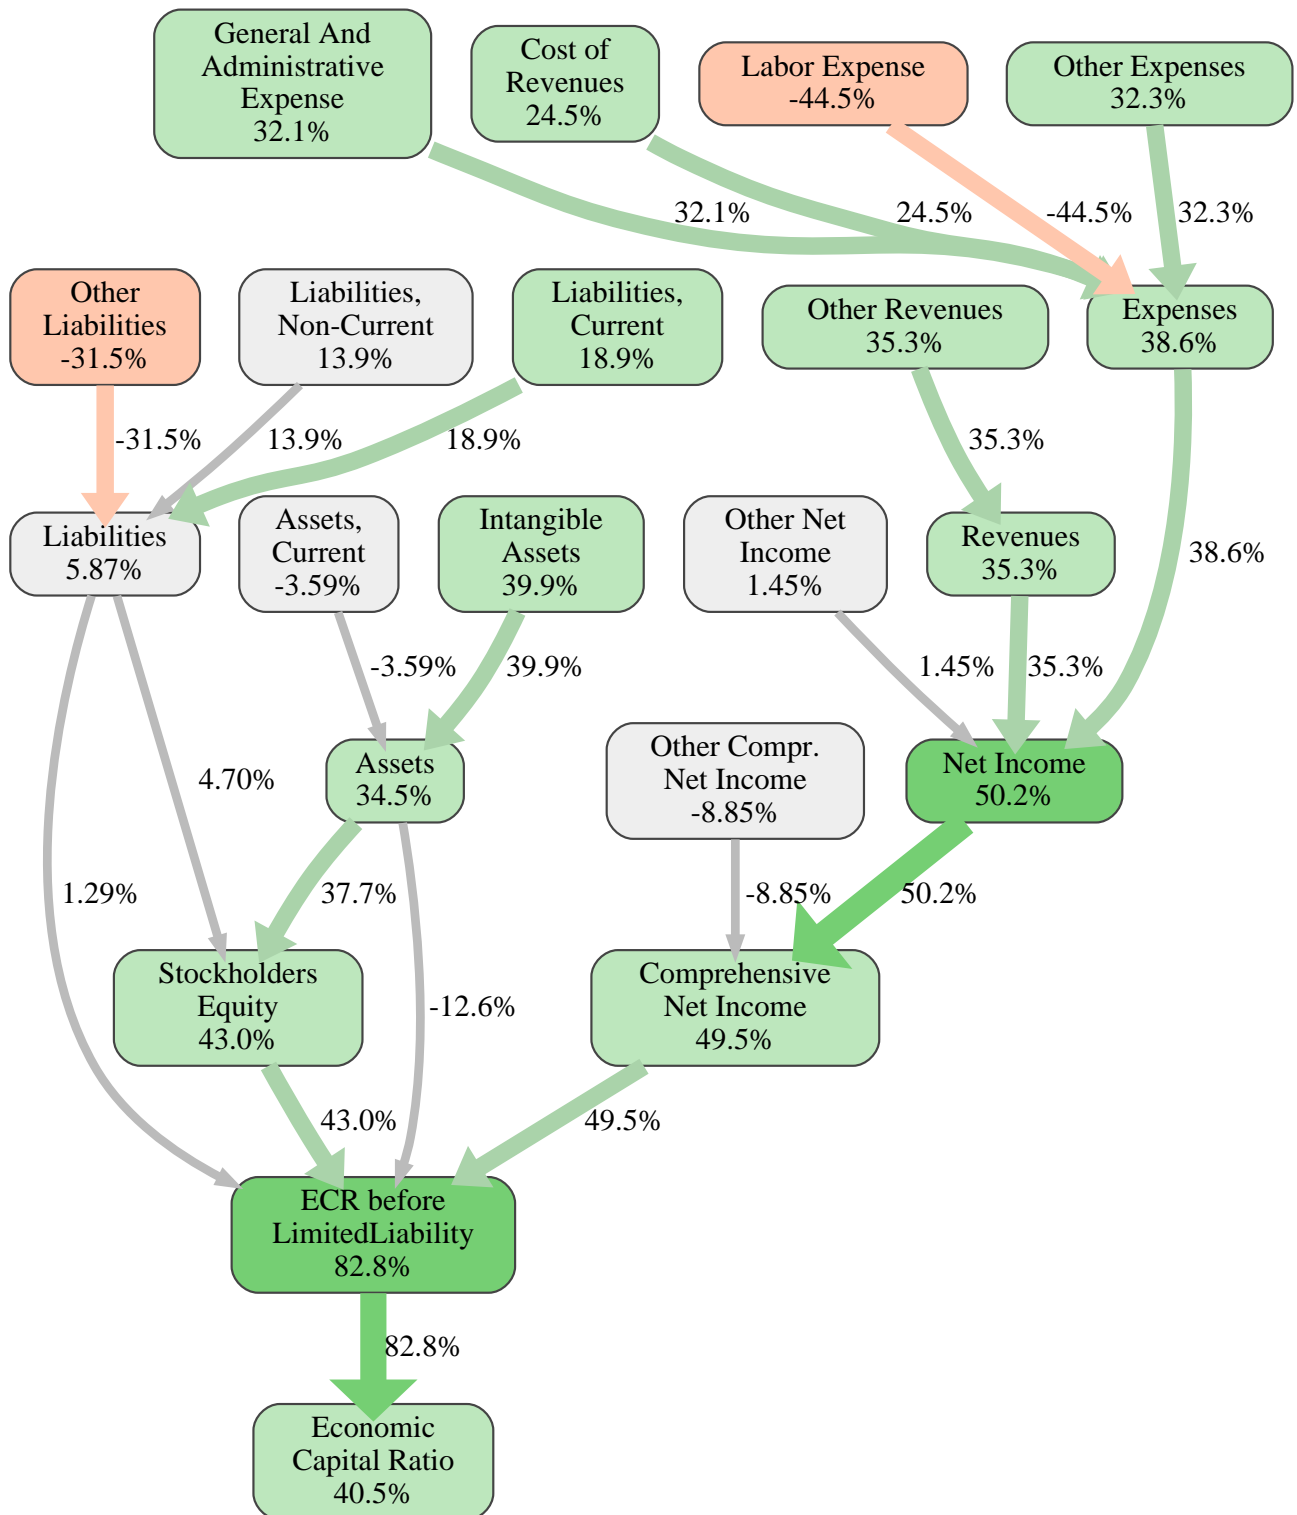 General And
Administrative
Expense
32.1%
Cost of
Revenues
24.5%
Labor Expense
-44.5%
Other Expenses
32.3%
32.1%
24.5%
-44.5%
32.3%
Other
Liabilities
-31.5%
Liabilities,
Non-Current
13.9%
Liabilities,
Current
18.9%
Other Revenues
35.3%
Expenses
38.6%
-31.5%
13.9%
18.9%
35.3%
Liabilities
5.87%
Assets,
Current
-3.59%
Intangible
Assets
39.9%
Other Net
Income
1.45%
Revenues
35.3%
38.6%
-3.59%
39.9%
1.45%
35.3%
4.70%
Assets
34.5%
Other Compr.
Net Income
-8.85%
Net Income
50.2%
1.29%
37.7%
-8.85%
50.2%
Stockholders
Equity
43.0%
-12.6%
Comprehensive
Net Income
49.5%
43.0%
49.5%
ECR before
LimitedLiability
82.8%
82.8%
Economic
Capital Ratio
40.5%